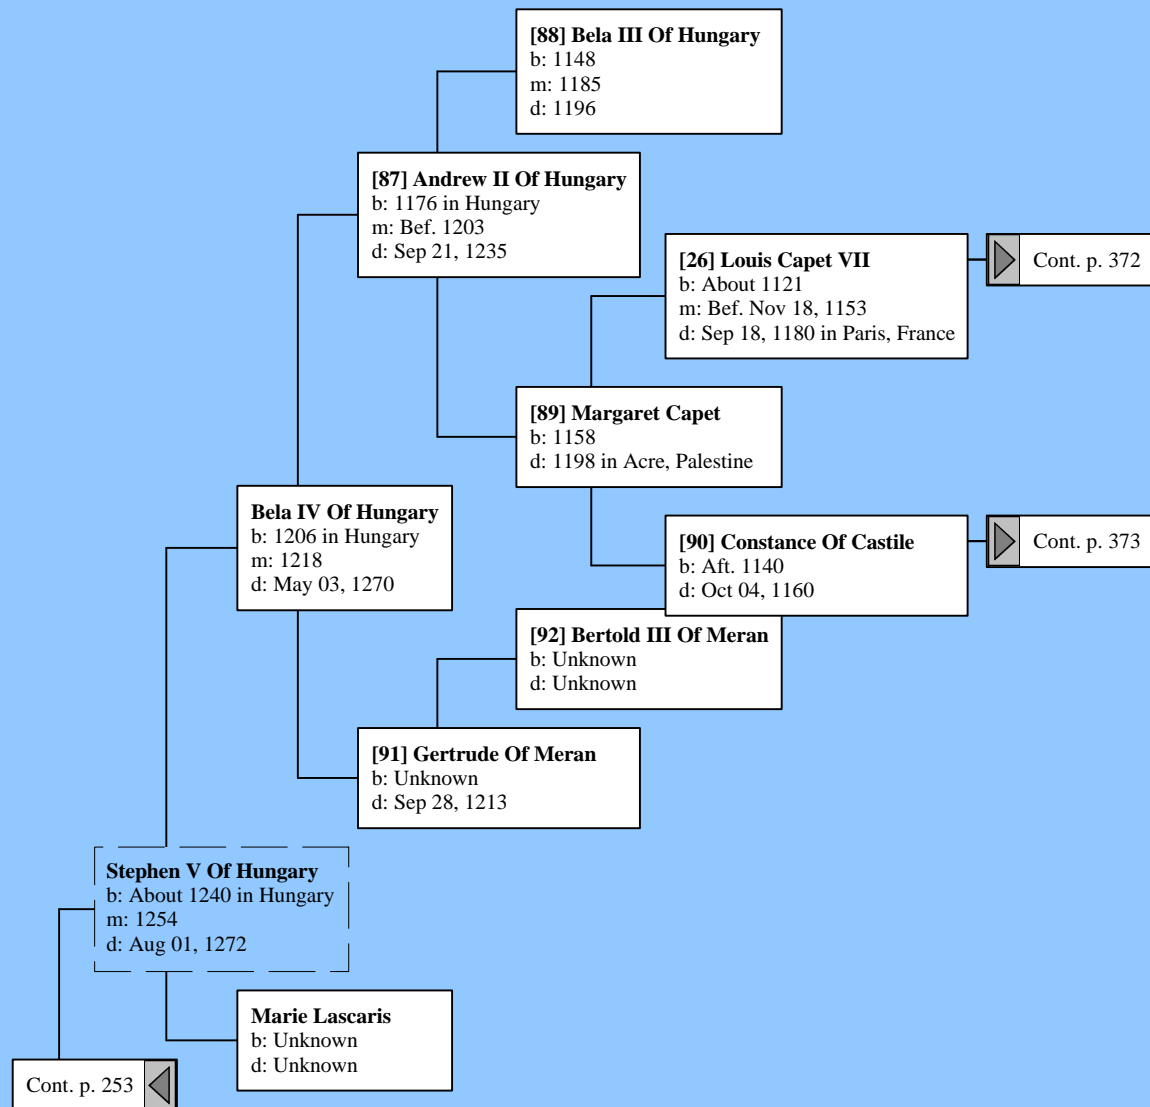 [88] Bela III Of Hungary
b: 1148
m: 1185
d: 1196
[87] Andrew II Of Hungary
b: 1176 in Hungary
m: Bef. 1203
d: Sep 21, 1235
[26] Louis Capet VII
b: About 1121
m: Bef. Nov 18, 1153
d: Sep 18, 1180 in Paris, France
Cont. p. 372
[89] Margaret Capet
b: 1158
d: 1198 in Acre, Palestine
Bela IV Of Hungary
b: 1206 in Hungary
m: 1218
d: May 03, 1270
[90] Constance Of Castile
b: Aft. 1140
d: Oct 04, 1160
Cont. p. 373
[92] Bertold III Of Meran
b: Unknown
d: Unknown
[91] Gertrude Of Meran
b: Unknown
d: Sep 28, 1213
Stephen V Of Hungary
b: About 1240 in Hungary
m: 1254
d: Aug 01, 1272
Marie Lascaris
b: Unknown
d: Unknown
Cont. p. 253